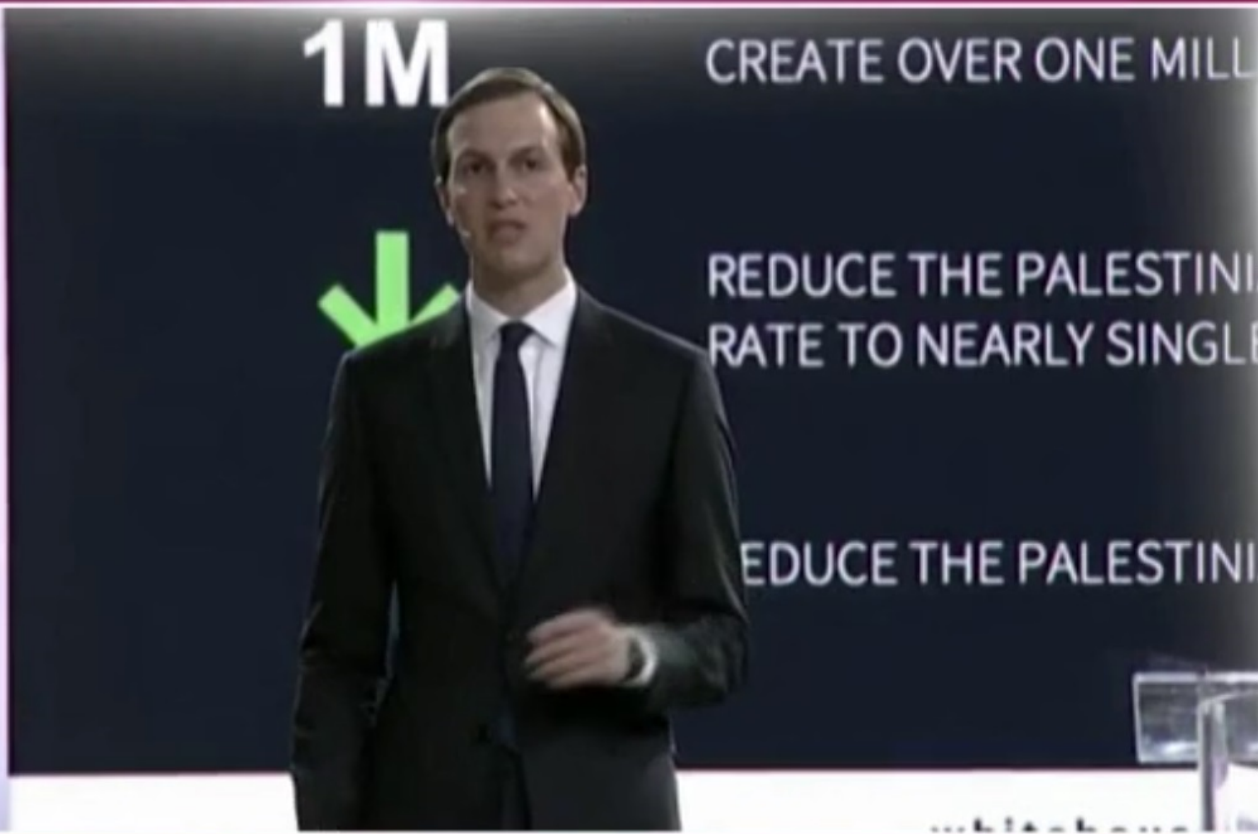 1M
CREATE OVER ONE MILL
REDUCE THE PALESTINI
RATE TO NEARLY SINGLE
EDUCE THE PALESTINI